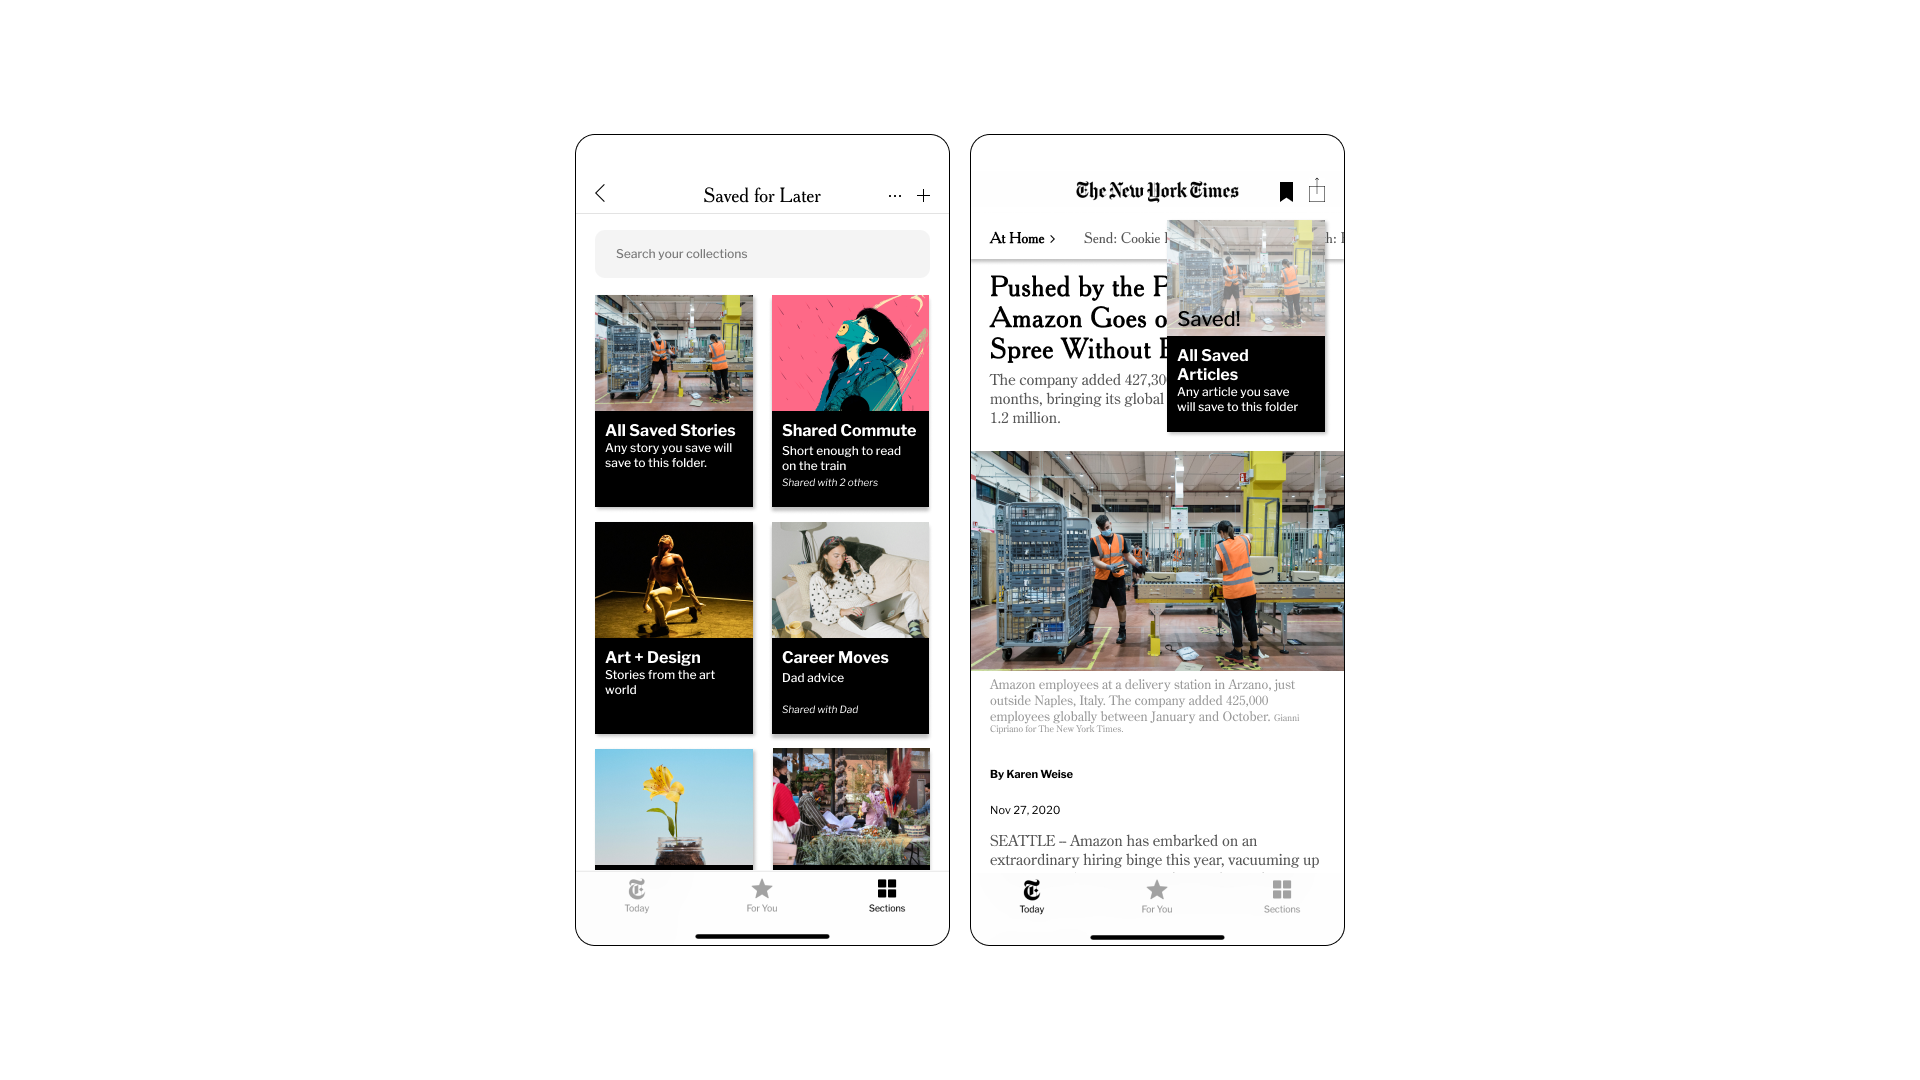 Saved for Later
Search your collections
All Saved Stories
Any story you save will
save to this folder.
Shared Commute
Short enough to read
on the train
Shared with 2 others
Art + Design
Stories from the art
world
Career Moves
Dad advice
Shared with Dad
Today
For You
Sections
The New York Times
At Home
Send: Cookie
h:
Pushed by the P
Amazon Goes o
Spree Without
The company added 427,30
months, bringing its global
1.2 million.
Saved!
All Saved
Articles
Any article you save
will save to this folder
Amazon employees at a delivery station in Arzano, just
outside Naples, Italy. The company added 425,000
employees globally between January and October. Gianni
Cipriano for The New York Times.
By Karen Weise
Nov 27, 2020
SEATTLE – Amazon has embarked on an
extraordinary hiring binge this year, vacuuming up
Today
For You
Sections